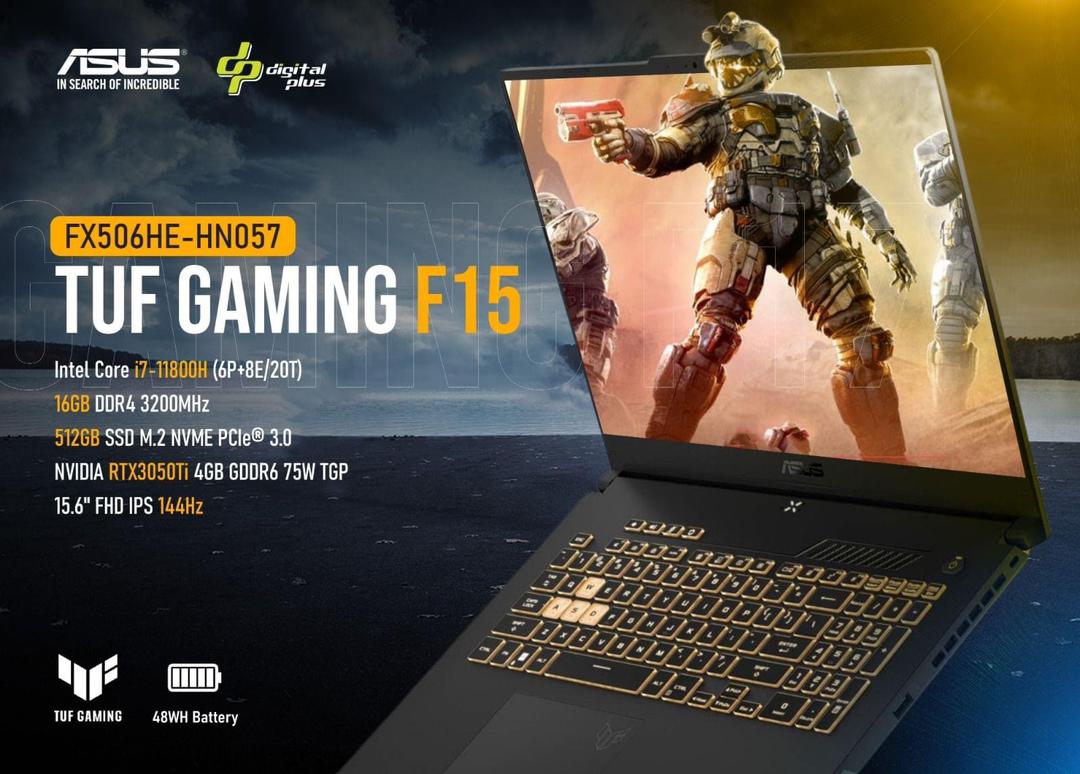 ASUS
IN SEARCH OF INCREDIBLE
dp digital
plus
FX506HE-HN057
TUF GAMING F15
Intel Core i7-11800H (6P+8E/20T)
16GB DDR4 3200MHz
512GB SSD M.2 NVME PCIe® 3.0
NVIDIA RTX3050Ti 4GB GDDR6 75W TGP
15.6" FHD IPS 144Hz
TUF GAMING
48WH Battery
ASUS
W
A S D